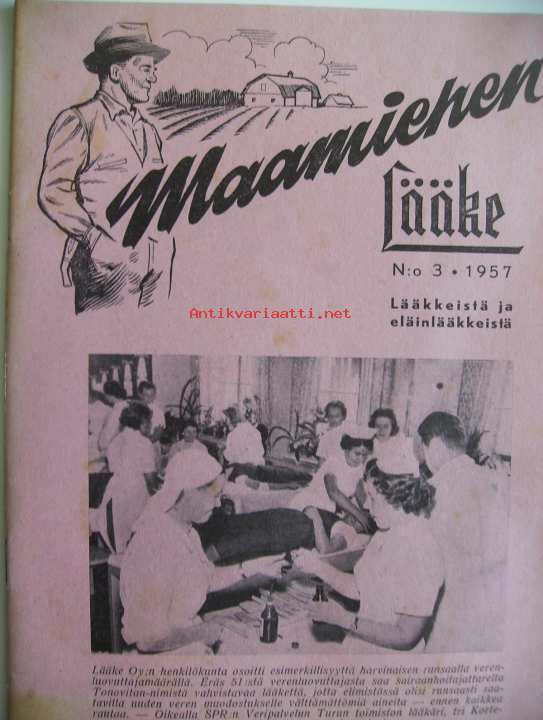 Maamiehen
Lääke
N:o 3 • 1957
Lääkkeistä ja
eläinlääkkeistä
Antikvariaatti.net
Lääke Oy:n henkilökunta osoitti esimerkillisyyttä harvinaisen runsaalla veren-
luovuttajamäärällä. Eräs 51:stä verenluovuttajasta saa sairaanhoitajattarelta
Tonovitan-nimistä vahvistavaa lääkettä, jotta elimistössä olisi runsaasti saa-
tavilla uuden veren muodostukselle välttämättömiä aineita — ennen kaikkea
rautaa. — Oikealla SPR:n Veripalvelun Turun toimiston lääkäri, tri Korte-